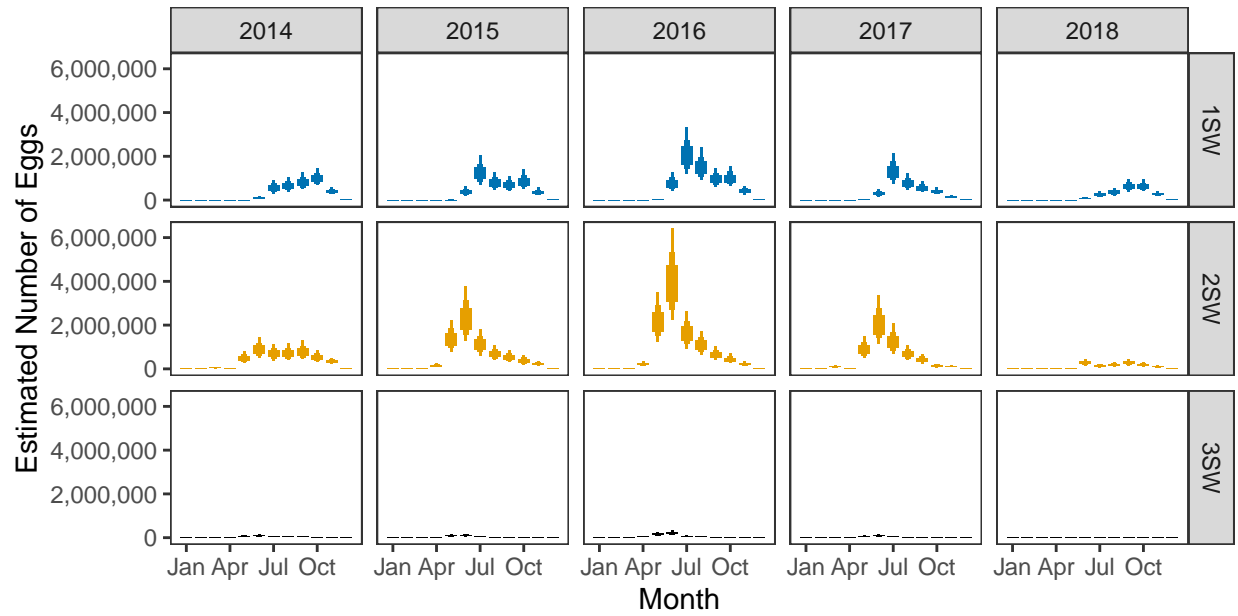 2014 2015 2016 2017 2018
Estimated Number of Eggs
6,000,000
4,000,000
2,000,000
0
1SW
6,000,000
4,000,000
2,000,000
0
2SW
6,000,000
4,000,000
2,000,000
0
3SW
Jan Apr Jul Oct Jan Apr Jul Oct Jan Apr Jul Oct Jan Apr Jul Oct Jan Apr Jul Oct
Month